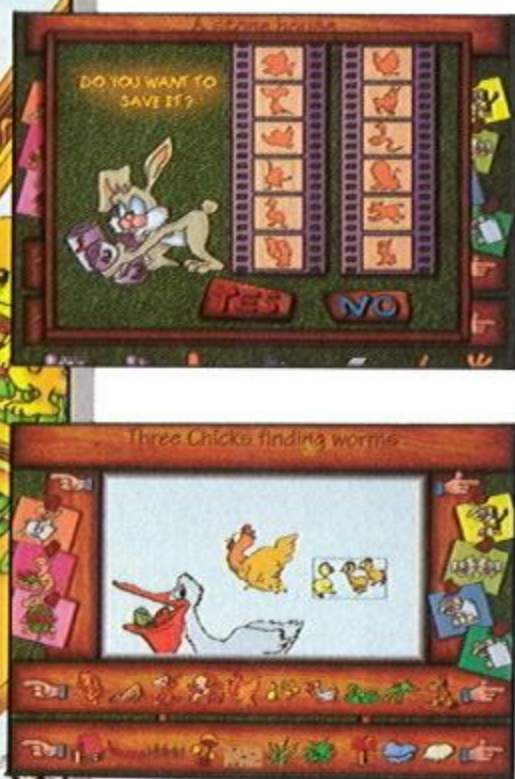 A stone house
DO YOU WANT TO
SAVE IT?
YES NO
Three Chicks finding worms